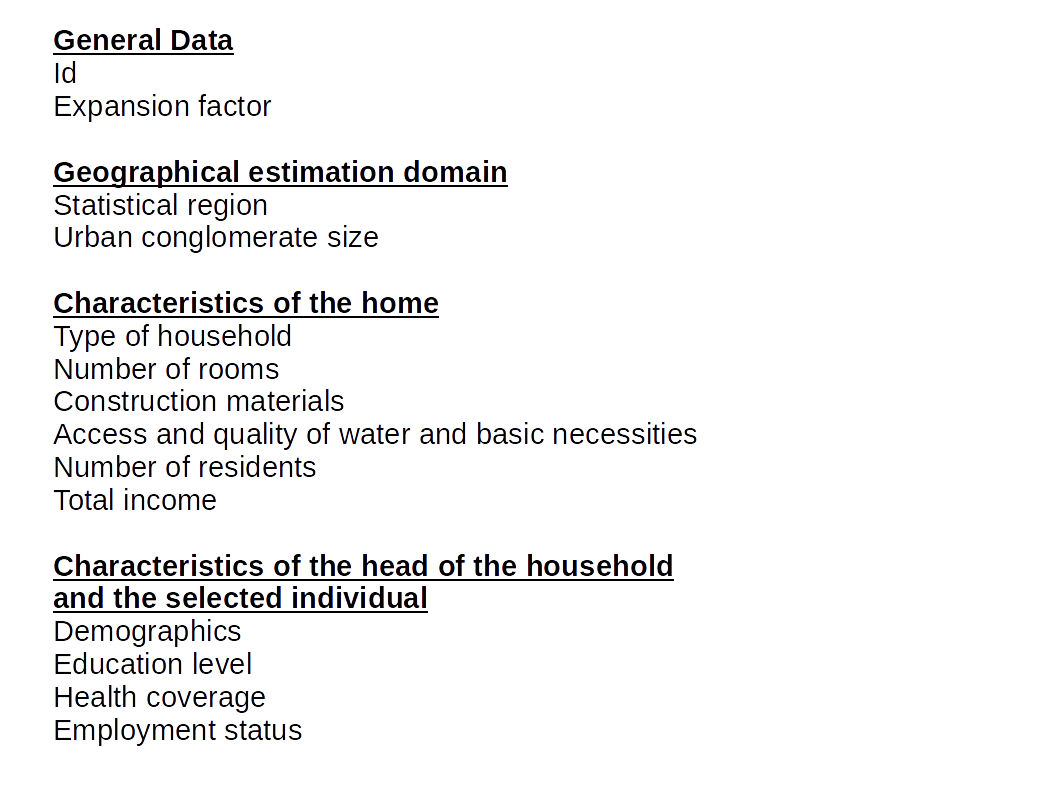 General Data
Id
Expansion factor
Geographical estimation domain
Statistical region
Urban conglomerate size
Characteristics of the home
Type of household
Number of rooms
Construction materials
Access and quality of water and basic necessities
Number of residents
Total income
Characteristics of the head of the household
and the selected individual
Demographics
Education level
Health coverage
Employment status